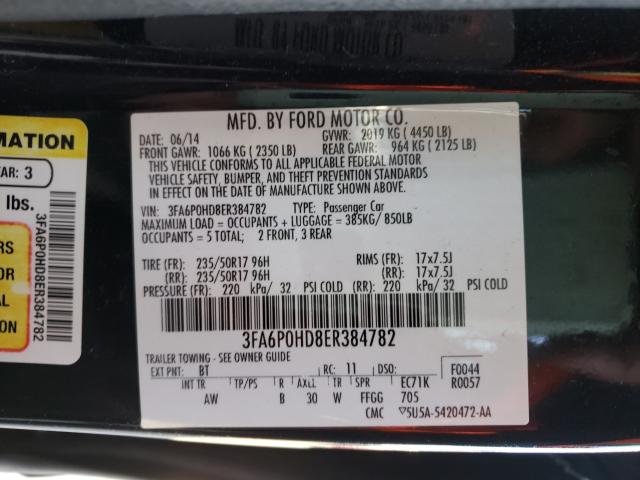 MFD. BY FORD MOTOR CO.
DATE: 06/14 GVWR: 2019 KG ( 4450 LB)
FRONT GAWR: 1066 KG ( 2350 LB) REAR GAWR: 964 KG ( 2125 LB)
THIS VEHICLE CONFORMS TO ALL APPLICABLE FEDERAL MOTOR
VEHICLE SAFETY, BUMPER, AND THEFT PREVENTION STANDARDS
IN EFFECT ON THE DATE OF MANUFACTURE SHOWN ABOVE.
VIN: 3FA6P0HD8ER384782 TYPE: Passenger Car
MAXIMUM LOAD = OCCUPANTS + LUGGAGE = 385KG/ 850LB
OCCUPANTS = 5 TOTAL; 2 FRONT, 3 REAR
TIRE (FR): 235/50R17 96H RIMS (FR): 17x7.5J
(RR): 235/50R17 96H (RR): 17x7.5J
PRESSURE (FR): 220 kPa/ 32 PSI COLD (RR): 220 kPa/ 32 PSI COLD
3FA6P0HD8ER384782
TRAILER TOWING - SEE OWNER GUIDE
EXT PNT: BT RC: 11 DSO: F0044
INT TR TP/PS R AXLE TR SPR EC71K R0057
AW B 30 W FFGG 705
CMC 5U5A-5420472-AA
MATION
EAR: 3
lbs.
RS
OR
AL
ION
3FA6P0HD8ER384782